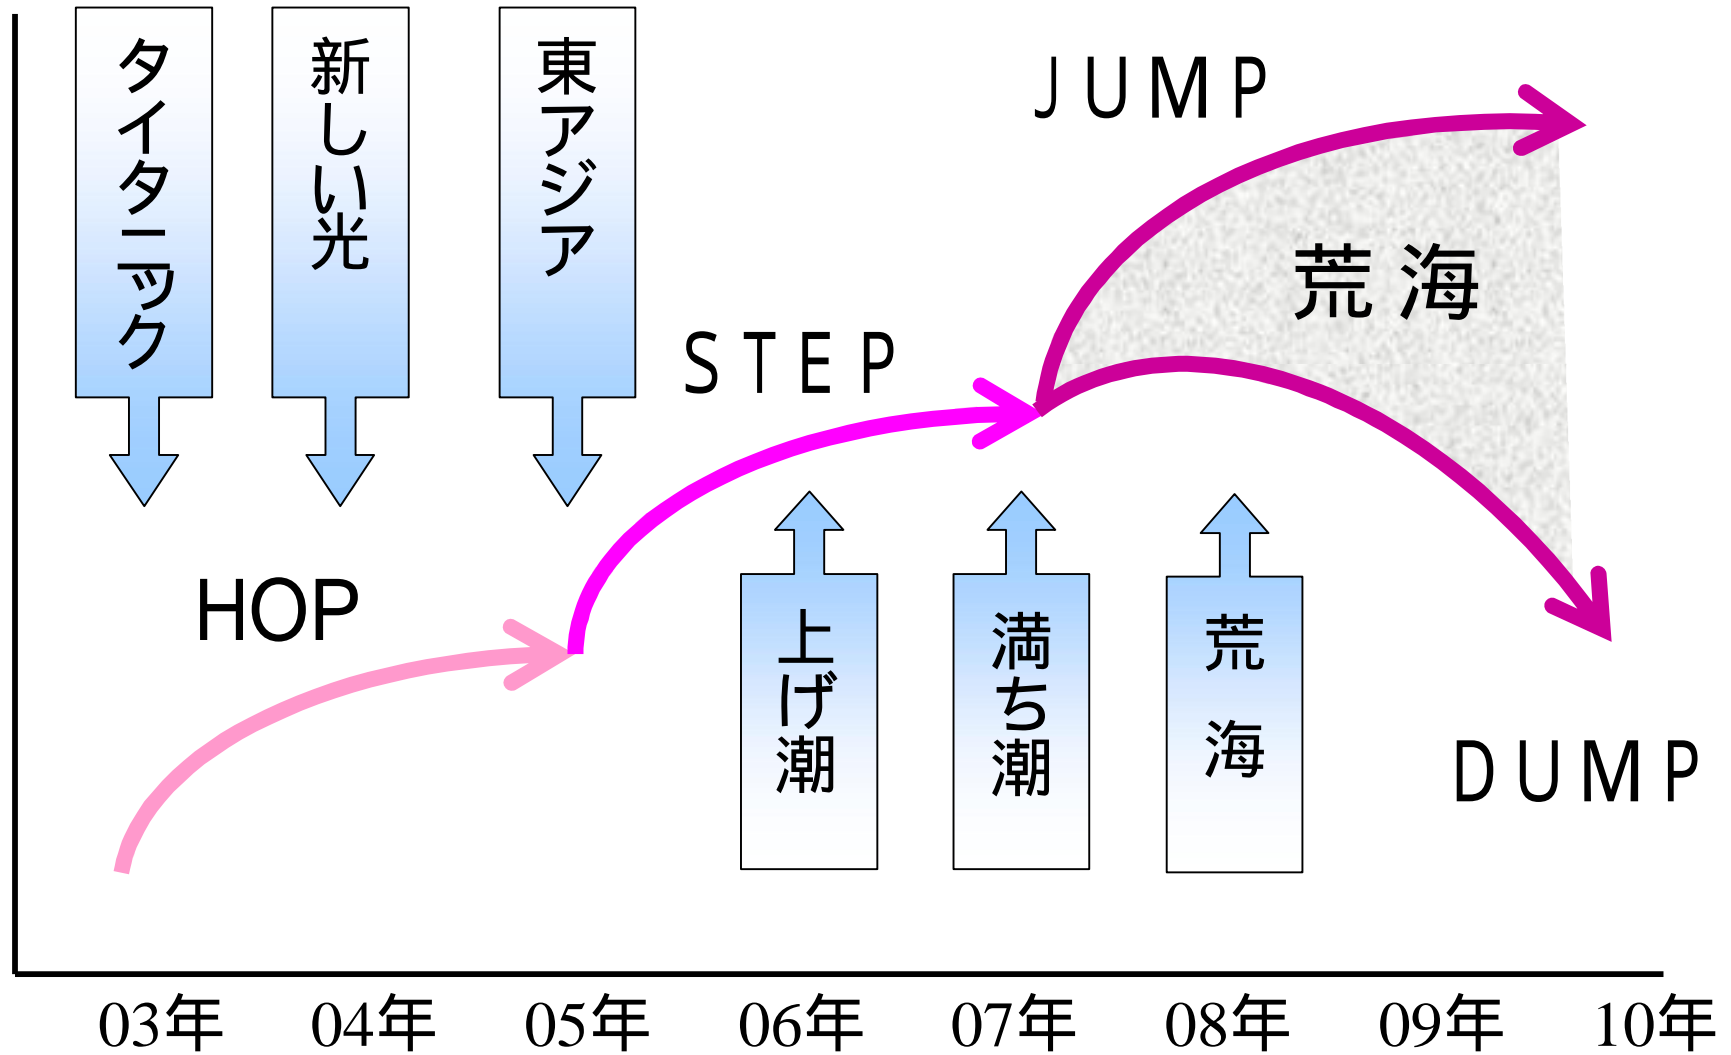 タイタニック
新しい光
東アジア
JUMP
荒海
STEP
HOP
上げ潮
満ち潮
荒 海
DUMP
03年 04年 05年 06年 07年 08年 09年 10年